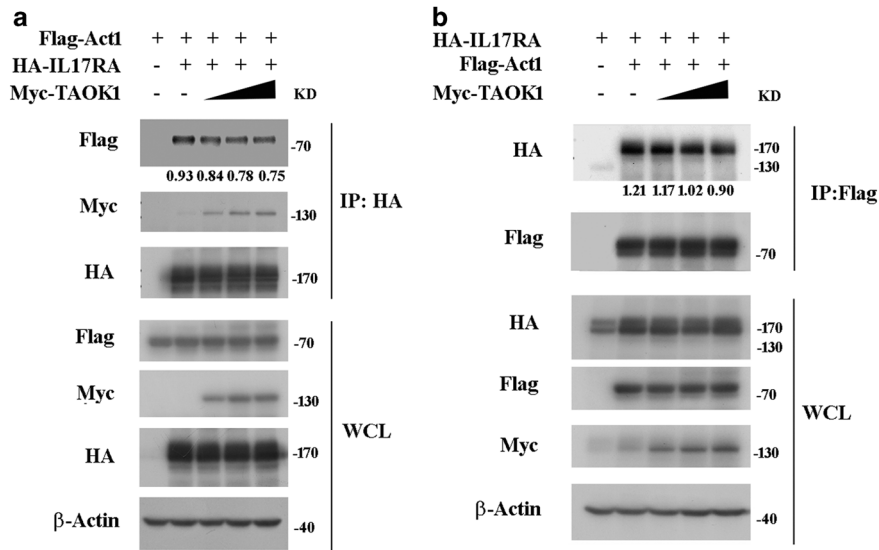 a
Flag-Act1 + + + + +
HA-IL17RA - + + + +
Myc-TAOK1 - - KD
Flag -70
0.93 0.84 0.78 0.75
Myc -130
IP: HA
HA -170
Flag -70
Myc -130
WCL
HA -170
β-Actin -40
b
HA-IL17RA + + + + +
Flag-Act1 - + + + +
Myc-TAOK1 - - KD
HA -170
-130
1.21 1.17 1.02 0.90
IP:Flag
Flag -70
HA -170
-130
Flag -70
WCL
Myc -130
β-Actin -40